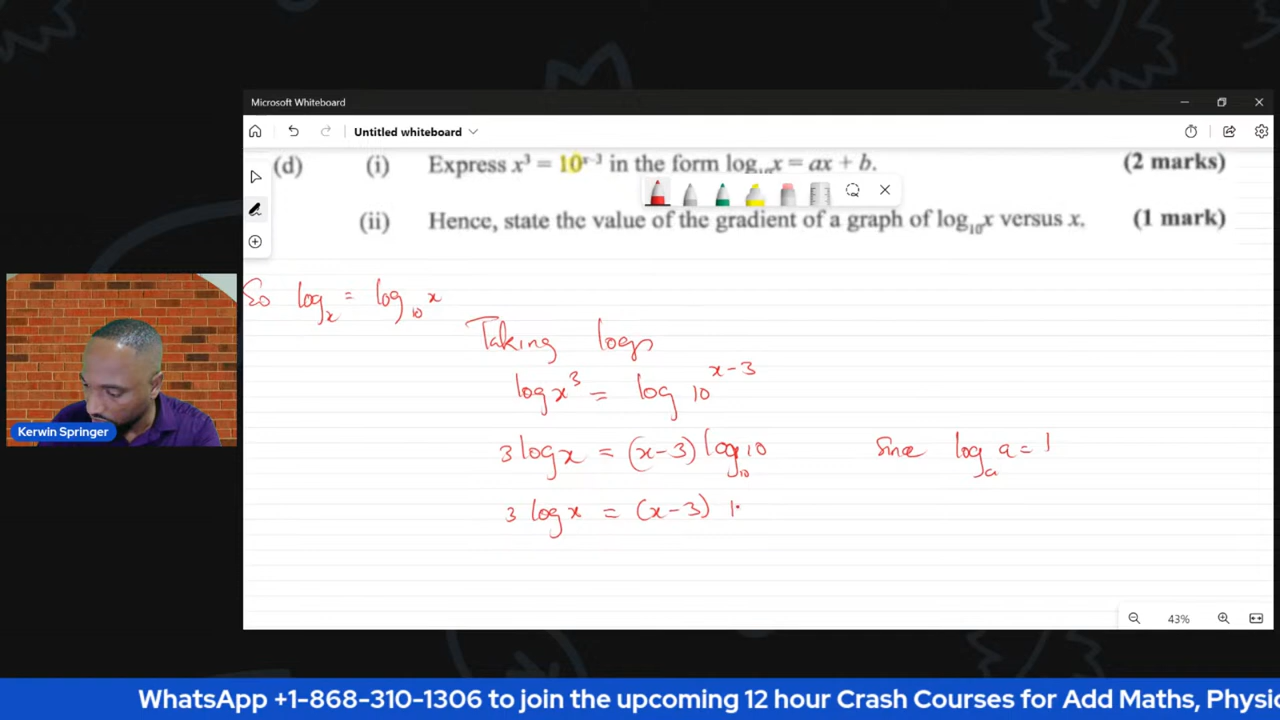 Microsoft Whiteboard
Untitled whiteboard
(d) (i) Express x³ = 10ˣ⁻³ in the form log₁₀x = ax + b. (2 marks)
(ii) Hence, state the value of the gradient of a graph of log₁₀x versus x. (1 mark)
So logₓ = log₁₀ x
Taking logs
log x³ = log 10ˣ⁻³
3 log x = (x-3) log₁₀ 10 Since logₐ a = 1
3 log x = (x-3) 1
Kerwin Springer
43%
WhatsApp +1-868-310-1306 to join the upcoming 12 hour Crash Courses for Add Maths, Physic